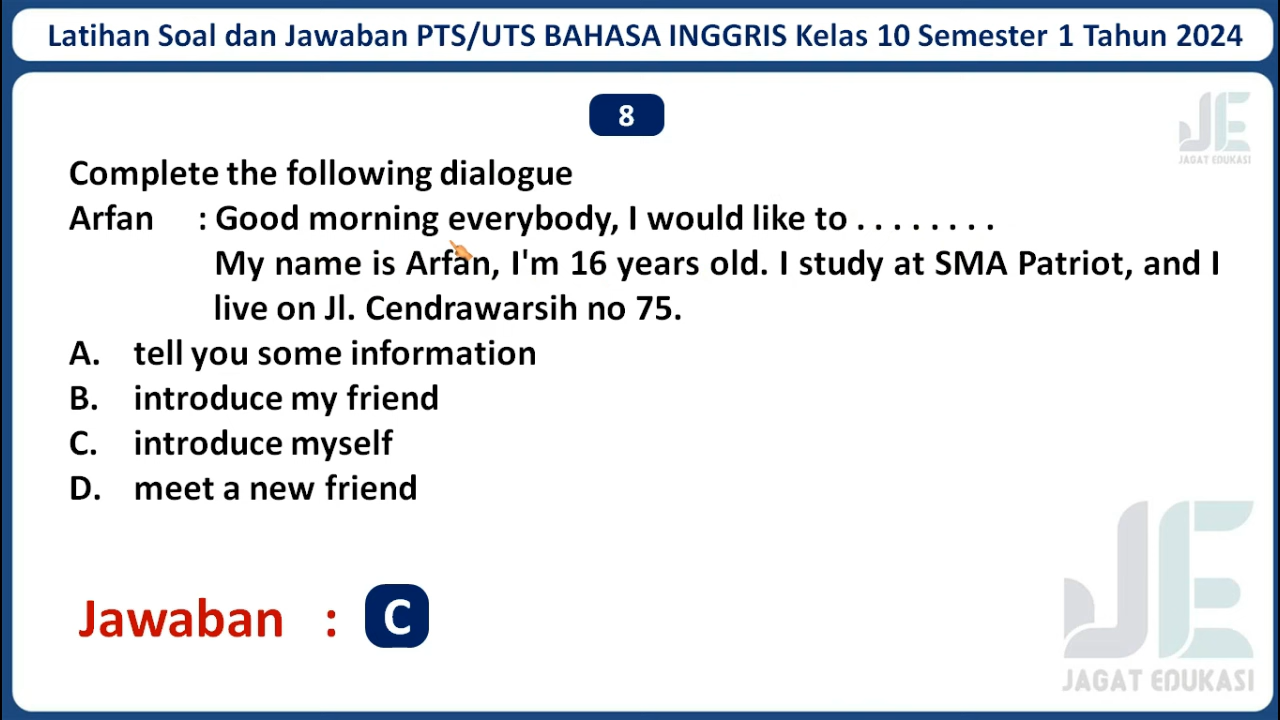 Latihan Soal dan Jawaban PTS/UTS BAHASA INGGRIS Kelas 10 Semester 1 Tahun 2024
8
JE
JAGAT EDUKASI
Complete the following dialogue
Arfan : Good morning everybody, I would like to . . . . . . . .
My name is Arfan, I'm 16 years old. I study at SMA Patriot, and I
live on Jl. Cendrawarsih no 75.
A. tell you some information
B. introduce my friend
C. introduce myself
D. meet a new friend
Jawaban : C
JE
JAGAT EDUKASI